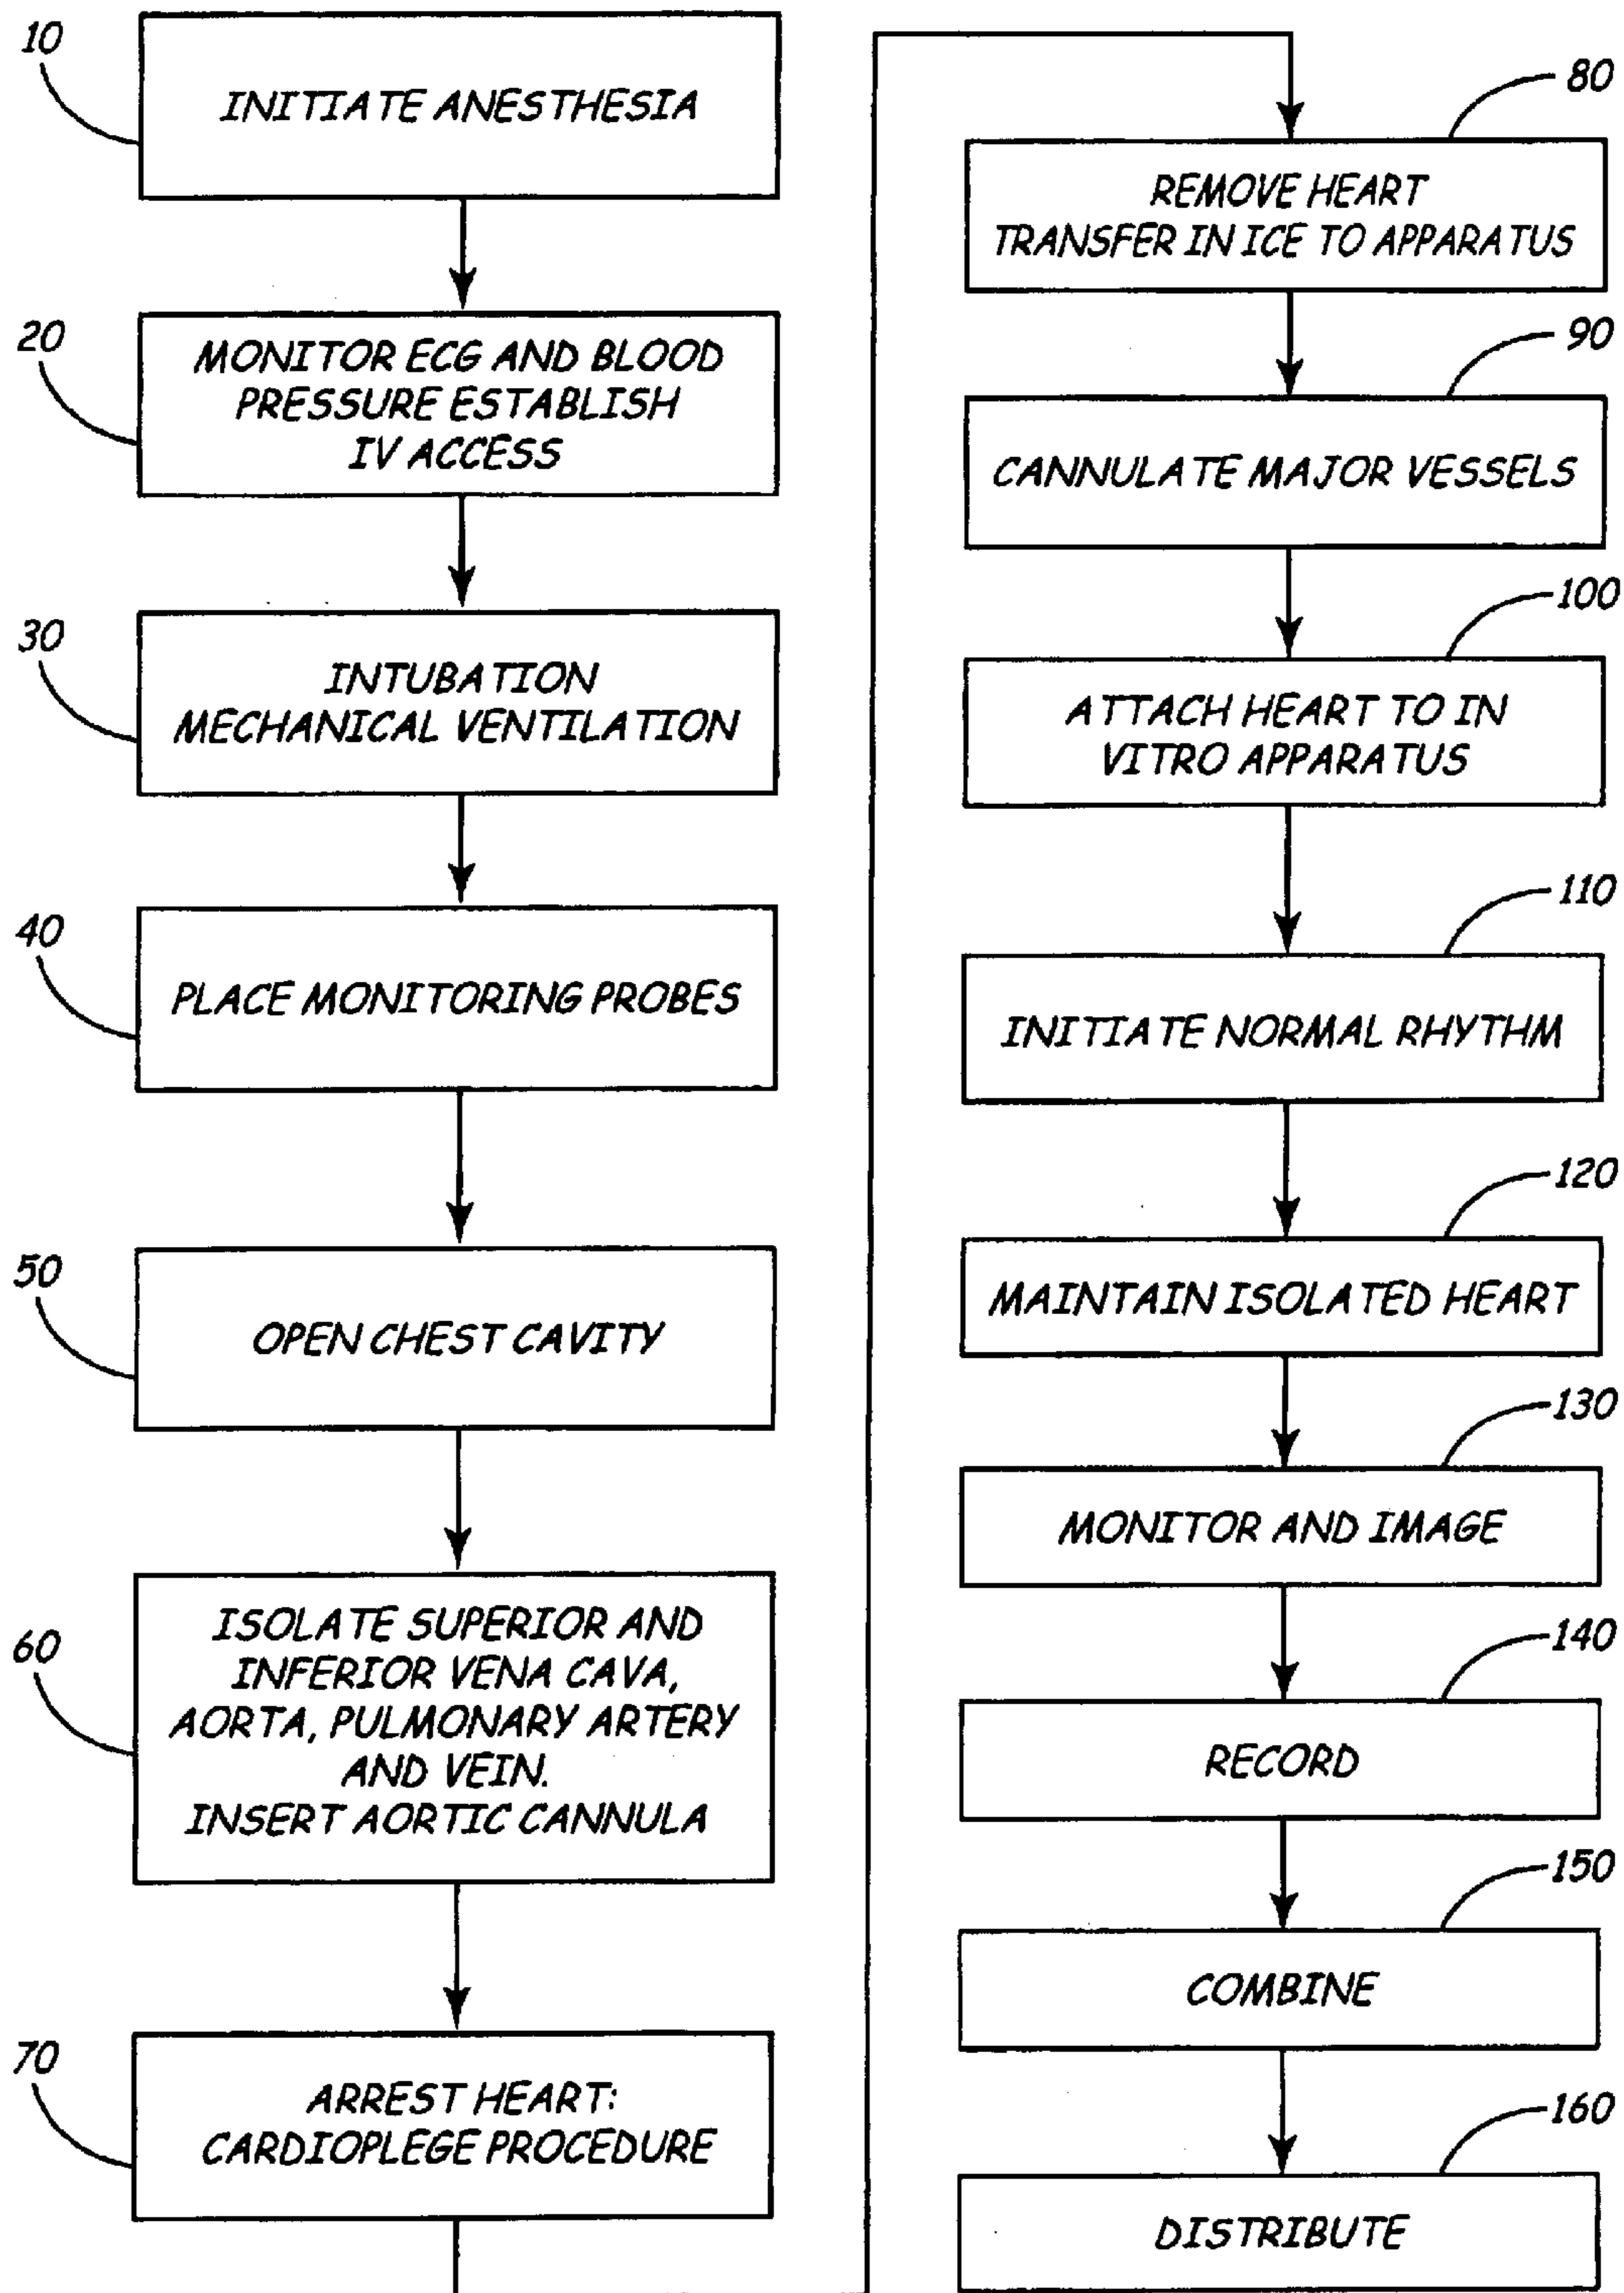 10
INITIATE ANESTHESIA
20
MONITOR ECG AND BLOOD
PRESSURE ESTABLISH
IV ACCESS
30
INTUBATION
MECHANICAL VENTILATION
40
PLACE MONITORING PROBES
50
OPEN CHEST CAVITY
60
ISOLATE SUPERIOR AND
INFERIOR VENA CAVA,
AORTA, PULMONARY ARTERY
AND VEIN.
INSERT AORTIC CANNULA
70
ARREST HEART:
CARDIOPLEGE PROCEDURE
80
REMOVE HEART
TRANSFER IN ICE TO APPARATUS
90
CANNULATE MAJOR VESSELS
100
ATTACH HEART TO IN
VITRO APPARATUS
110
INITIATE NORMAL RHYTHM
120
MAINTAIN ISOLATED HEART
130
MONITOR AND IMAGE
140
RECORD
150
COMBINE
160
DISTRIBUTE